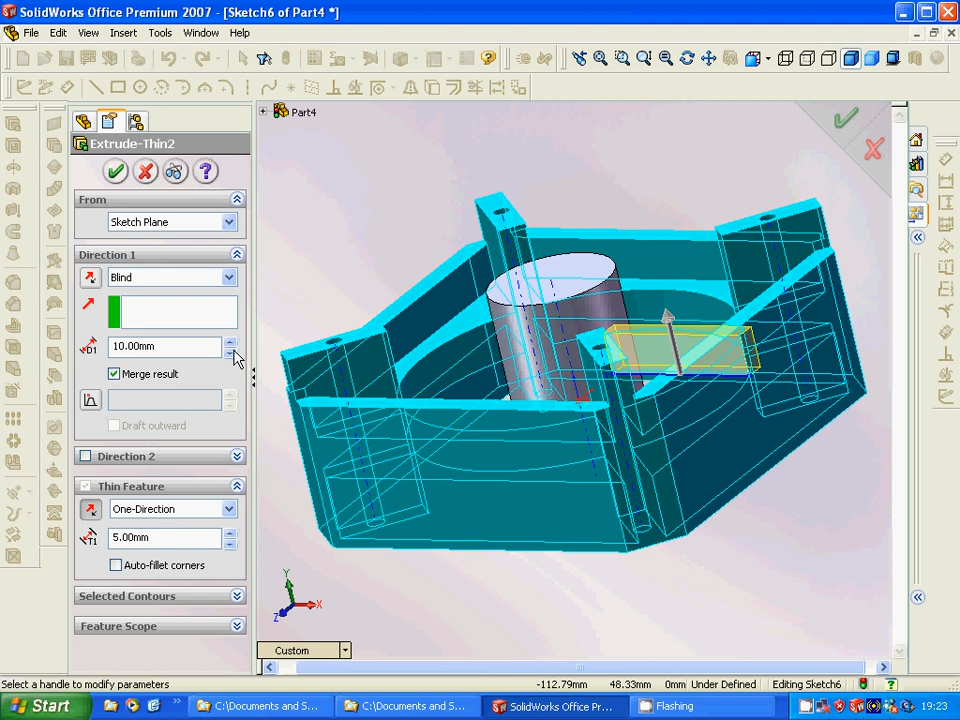 SolidWorks Office Premium 2007 - [Sketch6 of Part4 *]
File Edit View Insert Tools Window Help
Part4
Extrude-Thin2
From
Sketch Plane
Direction 1
Blind
D1
10.00mm
Merge result
Draft outward
Direction 2
Thin Feature
One-Direction
T1
5.00mm
Auto-fillet corners
Selected Contours
Feature Scope
Y
X
Z
Custom
Select a handle to modify parameters
-112.79mm 48.33mm 0mm Under Defined Editing Sketch6
Start
C:\Documents and S...
C:\Documents and S...
SolidWorks Office Pr...
Flashing
19:23